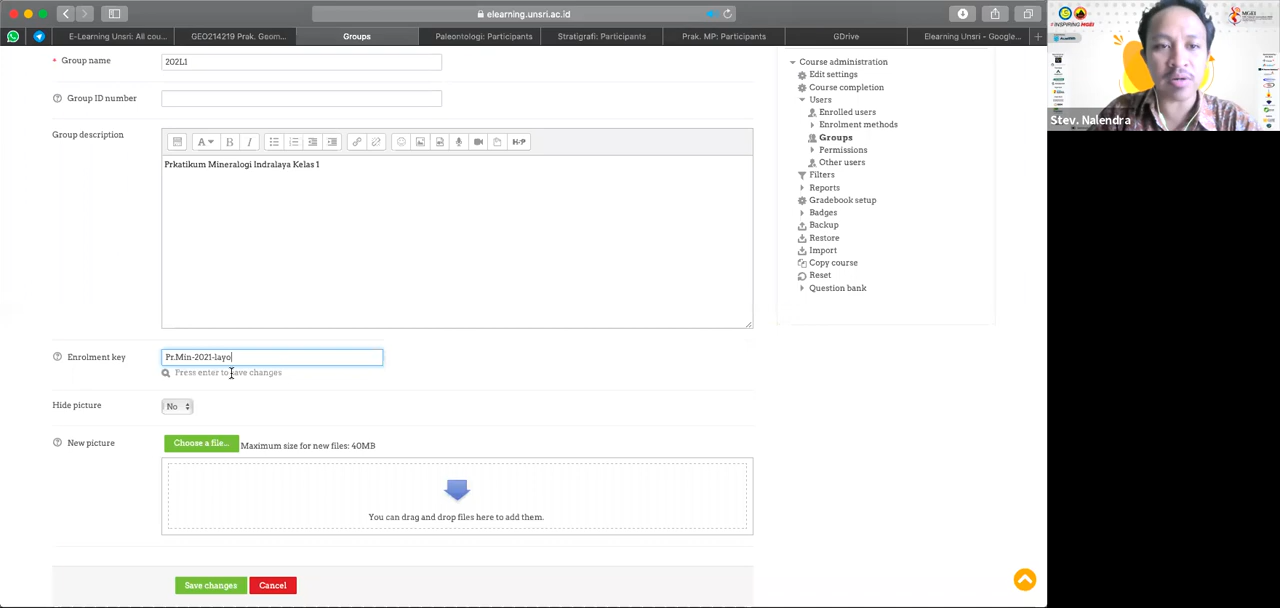 elearning.unsri.ac.id
E-Learning Unsri: All cou...
GEO214219 Prak. Geom...
Paleontologi: Participants
Stratigrafi: Participants
Prak. MP: Participants
GDrive
Elearning Unsri - Google...
Group name
202L1
Group ID number
Group description
A
B
I
H-P
Prkatikum Mineralogi Indralaya Kelas 1
Enrolment key
Pr.Min-2021-layo
Press enter to save changes
Hide picture
No
New picture
Choose a file...
Maximum size for new files: 40MB
You can drag and drop files here to add them.
Save changes
Cancel
Course administration
Edit settings
Course completion
Users
Enrolled users
Enrolment methods
Groups
Permissions
Other users
Filters
Reports
Gradebook setup
Badges
Backup
Restore
Import
Copy course
Reset
Question bank
#INSPIRING MGEI
MGEI
Stev. Nalendra